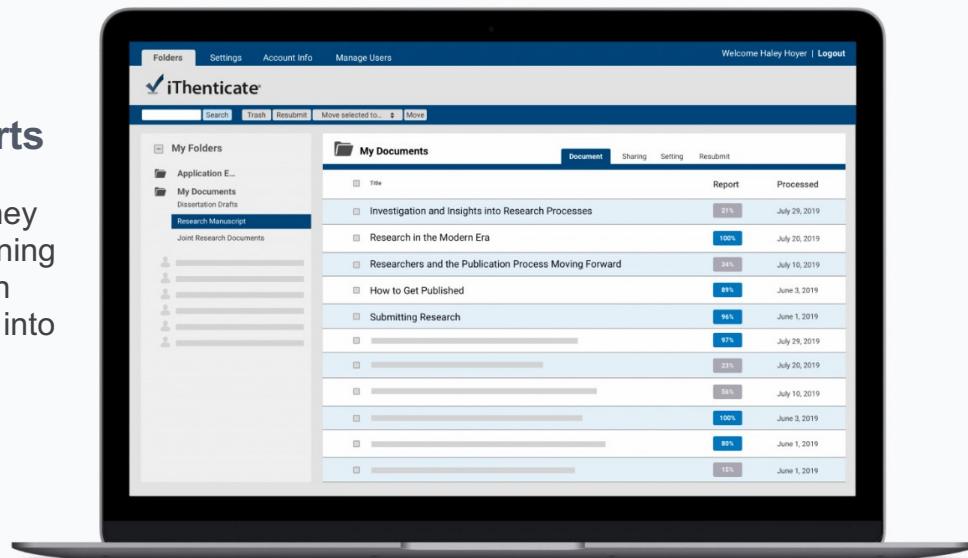 rts
ney
ning
n
into
Folders Settings Account Info Manage Users Welcome Haley Hoyer | Logout
iThenticate
Search Trash Resubmit Move selected to... Move
My Folders
Application E...
My Documents
Dissertation Drafts
Research Manuscript
Joint Research Documents
My Documents Document Sharing Setting Resubmit
Title Report Processed
Investigation and Insights into Research Processes 21% July 29, 2019
Research in the Modern Era 100% July 20, 2019
Researchers and the Publication Process Moving Forward 34% July 10, 2019
How to Get Published 89% June 3, 2019
Submitting Research 96% June 1, 2019
97% July 29, 2019
23% July 20, 2019
56% July 10, 2019
100% June 3, 2019
80% June 1, 2019
15% June 1, 2019